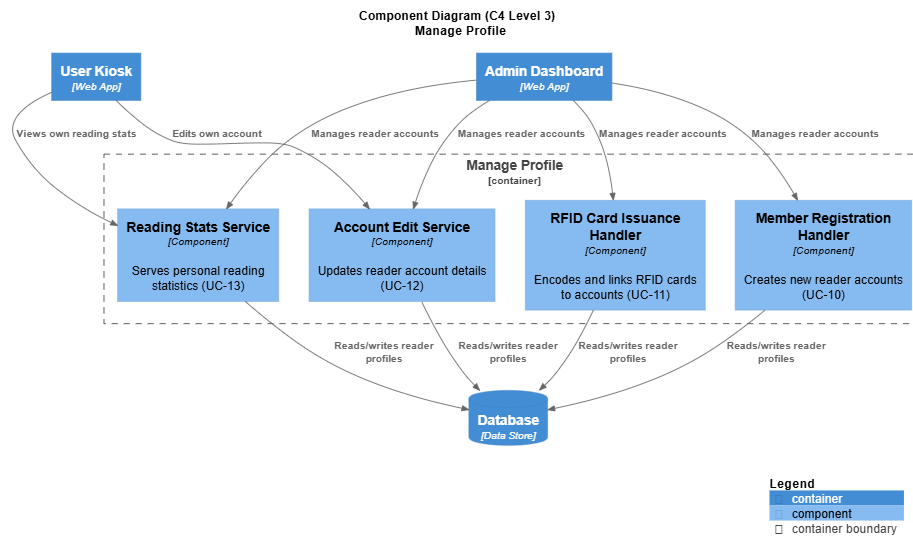 Component Diagram (C4 Level 3)
Manage Profile
User Kiosk
[Web App]
Admin Dashboard
[Web App]
Views own reading stats
Edits own account
Manages reader accounts
Manages reader accounts
Manages reader accounts
Manages reader accounts
Manage Profile
[container]
Reading Stats Service
[Component]
Serves personal reading
statistics (UC-13)
Account Edit Service
[Component]
Updates reader account details
(UC-12)
RFID Card Issuance
Handler
[Component]
Encodes and links RFID cards
to accounts (UC-11)
Member Registration
Handler
[Component]
Creates new reader accounts
(UC-10)
Reads/writes reader
profiles
Reads/writes reader
profiles
Reads/writes reader
profiles
Reads/writes reader
profiles
Database
[Data Store]
Legend
container
component
container boundary